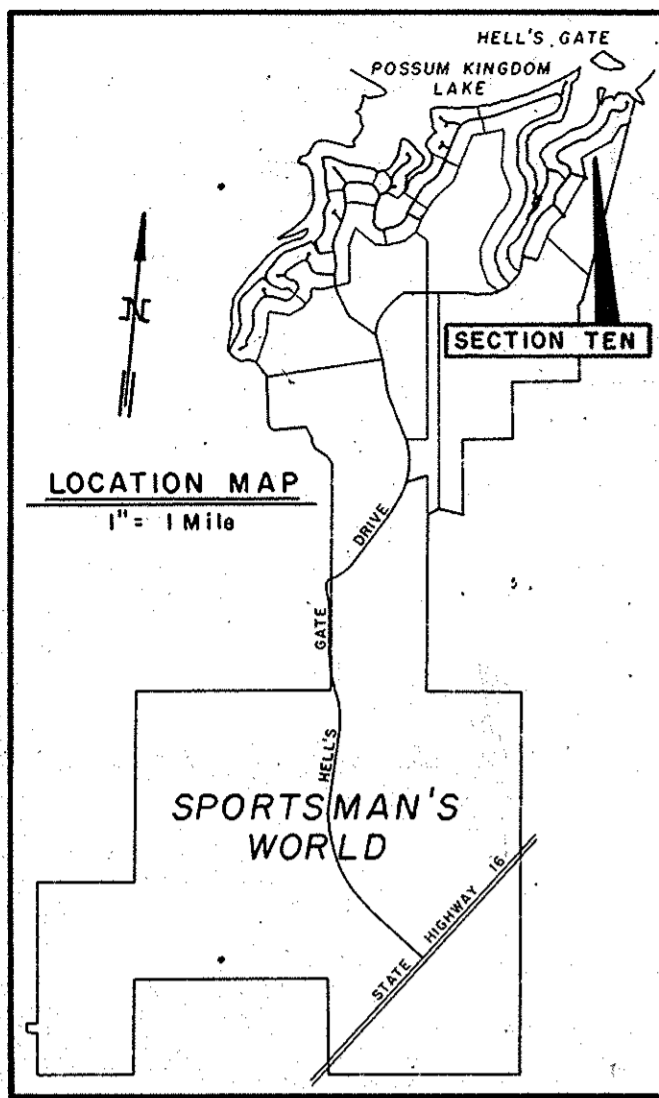 HELL'S GATE
POSSUM KINGDOM
LAKE
N
SECTION TEN
LOCATION MAP
1" = 1 Mile
DRIVE
GATE
HELL'S
SPORTSMAN'S
WORLD
STATE HIGHWAY 16